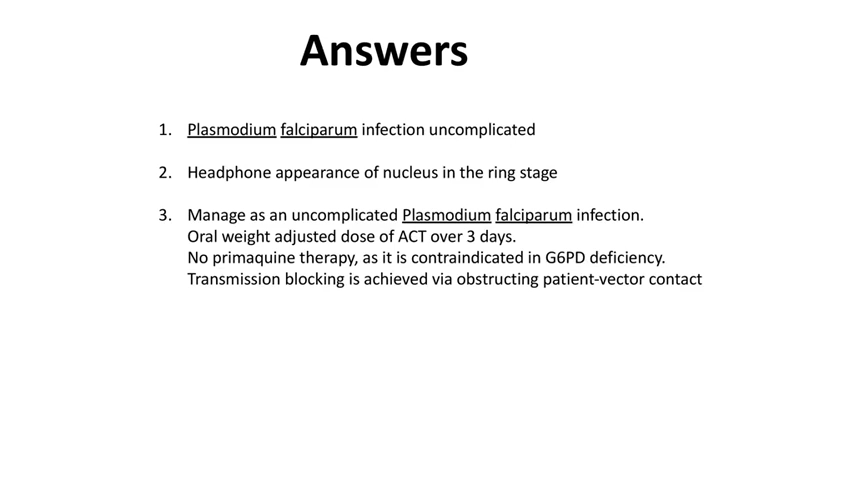 Answers
1. Plasmodium falciparum infection uncomplicated
2. Headphone appearance of nucleus in the ring stage
3. Manage as an uncomplicated Plasmodium falciparum infection.
Oral weight adjusted dose of ACT over 3 days.
No primaquine therapy, as it is contraindicated in G6PD deficiency.
Transmission blocking is achieved via obstructing patient-vector contact